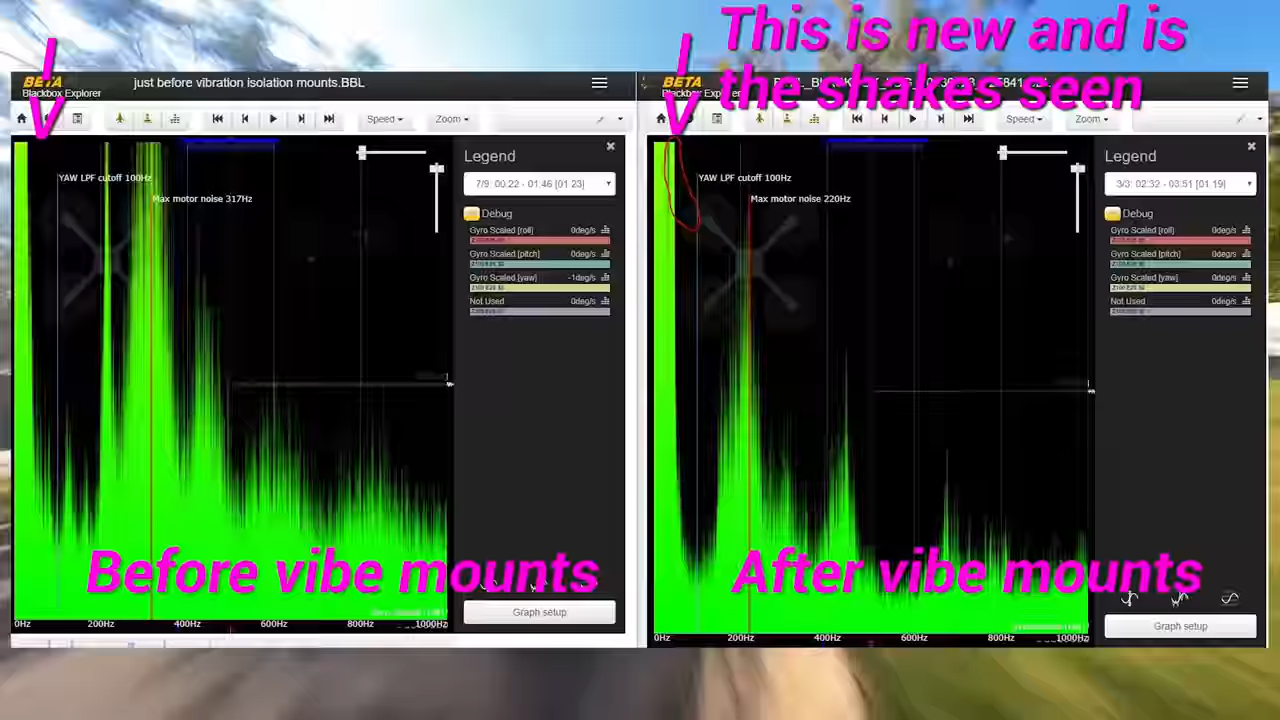 This is new and is
the shakes seen
BETA
Blackbox Explorer
just before vibration isolation mounts.BBL
Speed
Zoom
YAW LPF cutoff 100Hz
Max motor noise 317Hz
Legend
7/9: 00:22 - 01:46 [01:23]
Debug
Gyro Scaled [roll] 0deg/s
Gyro Scaled [pitch] 0deg/s
Gyro Scaled [yaw] -1deg/s
Not Used 0deg/s
Before vibe mounts
Graph setup
0Hz 200Hz 400Hz 600Hz 800Hz 1000Hz
BETA
Blackbox Explorer
Speed
Zoom
YAW LPF cutoff 100Hz
Max motor noise 220Hz
Legend
3/3: 02:32 - 03:51 [01:19]
Debug
Gyro Scaled [roll] 0deg/s
Gyro Scaled [pitch] 0deg/s
Gyro Scaled [yaw] 0deg/s
Not Used 0deg/s
After vibe mounts
Graph setup
0Hz 200Hz 400Hz 600Hz 800Hz 1000Hz